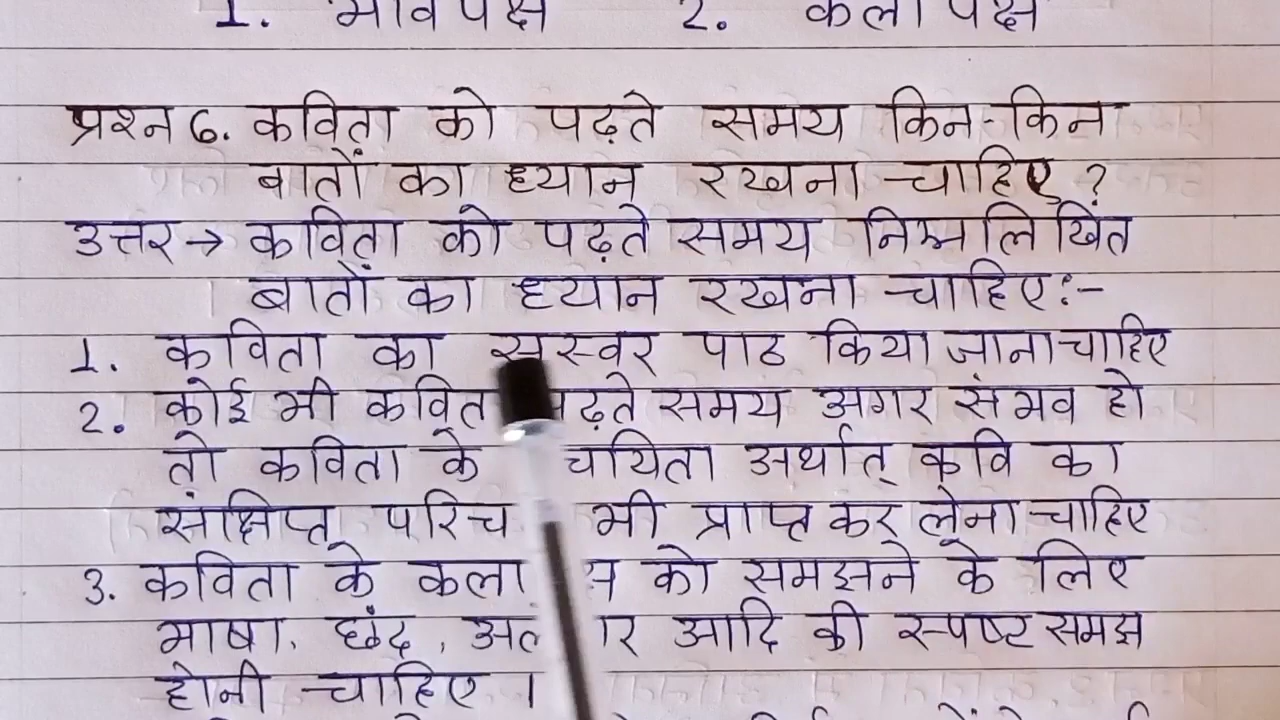 1. भावपक्ष 2. कलापक्ष
प्रश्न 6. कविता को पढ़ते समय किन-किन
बातों का ध्यान रखना चाहिए ?
उत्तर → कविता को पढ़ते समय निम्नलिखित
बातों का ध्यान रखना चाहिए :-
1. कविता का सस्वर पाठ किया जाना चाहिए
2. कोई भी समय अगर संभव हो
तो कविता के अर्थात् कवि का
संक्षिप्त भी प्राप्त कर लेना चाहिए
3. कविता के को समझने के लिए
भाषा, छंद, आदि की स्पष्ट समझ
होनी चाहिए ।